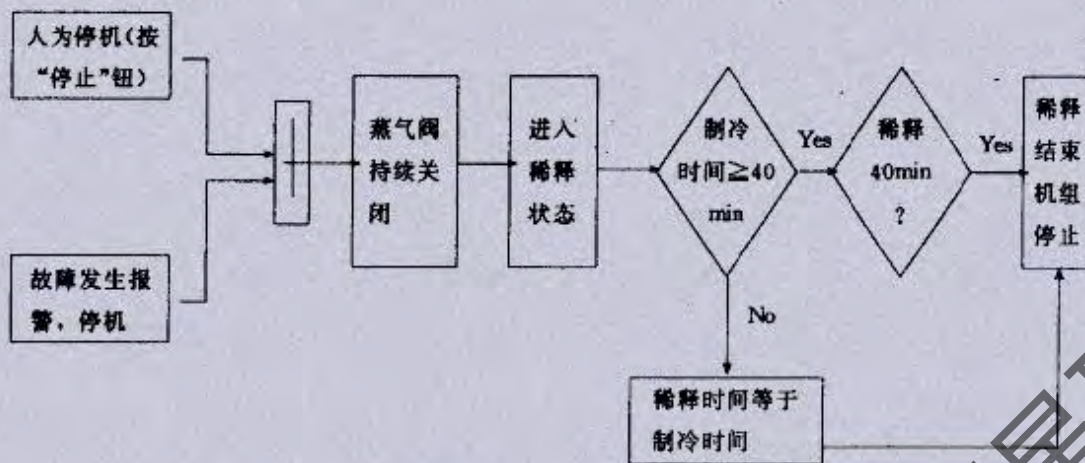 人为停机(按
“停止”钮)
故障发生报
警，停机
蒸气阀
持续关
闭
进入
稀释
状态
制冷
时间≧40
min
Yes
No
稀释
40min
?
Yes
稀释时间等于
制冷时间
稀释
结束
机组
停止